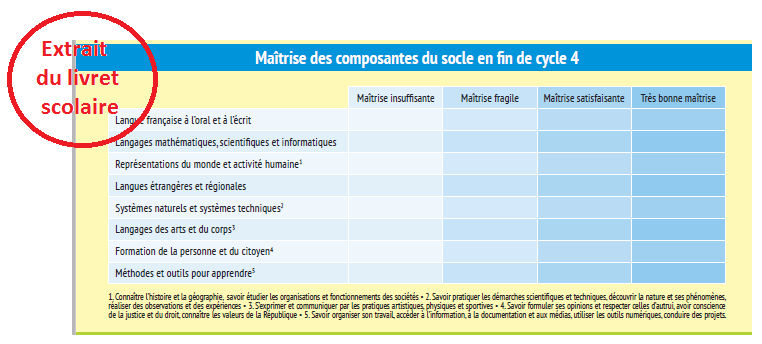 Extrait
du livret
scolaire
Maîtrise des composantes du socle en fin de cycle 4
Maîtrise insuffisante Maîtrise fragile Maîtrise satisfaisante Très bonne maîtrise
Langue française à l'oral et à l'écrit
Langages mathématiques, scientifiques et informatiques
Représentations du monde et activité humaine¹
Langues étrangères et régionales
Systèmes naturels et systèmes techniques²
Langages des arts et du corps³
Formation de la personne et du citoyen⁴
Méthodes et outils pour apprendre⁵
1. Connaître l'histoire et la géographie, savoir étudier les organisations et fonctionnements des sociétés • 2. Savoir pratiquer les démarches scientifiques et techniques, découvrir la nature et ses phénomènes,
réaliser des observations et des expériences • 3. S'exprimer et communiquer par les pratiques artistiques, physiques et sportives • 4. Savoir formuler ses opinions et respecter celles d'autrui, avoir conscience
de la justice et du droit, connaître les valeurs de la République • 5. Savoir organiser son travail, accéder à l'information, à la documentation et aux médias, utiliser les outils numériques, conduire des projets.